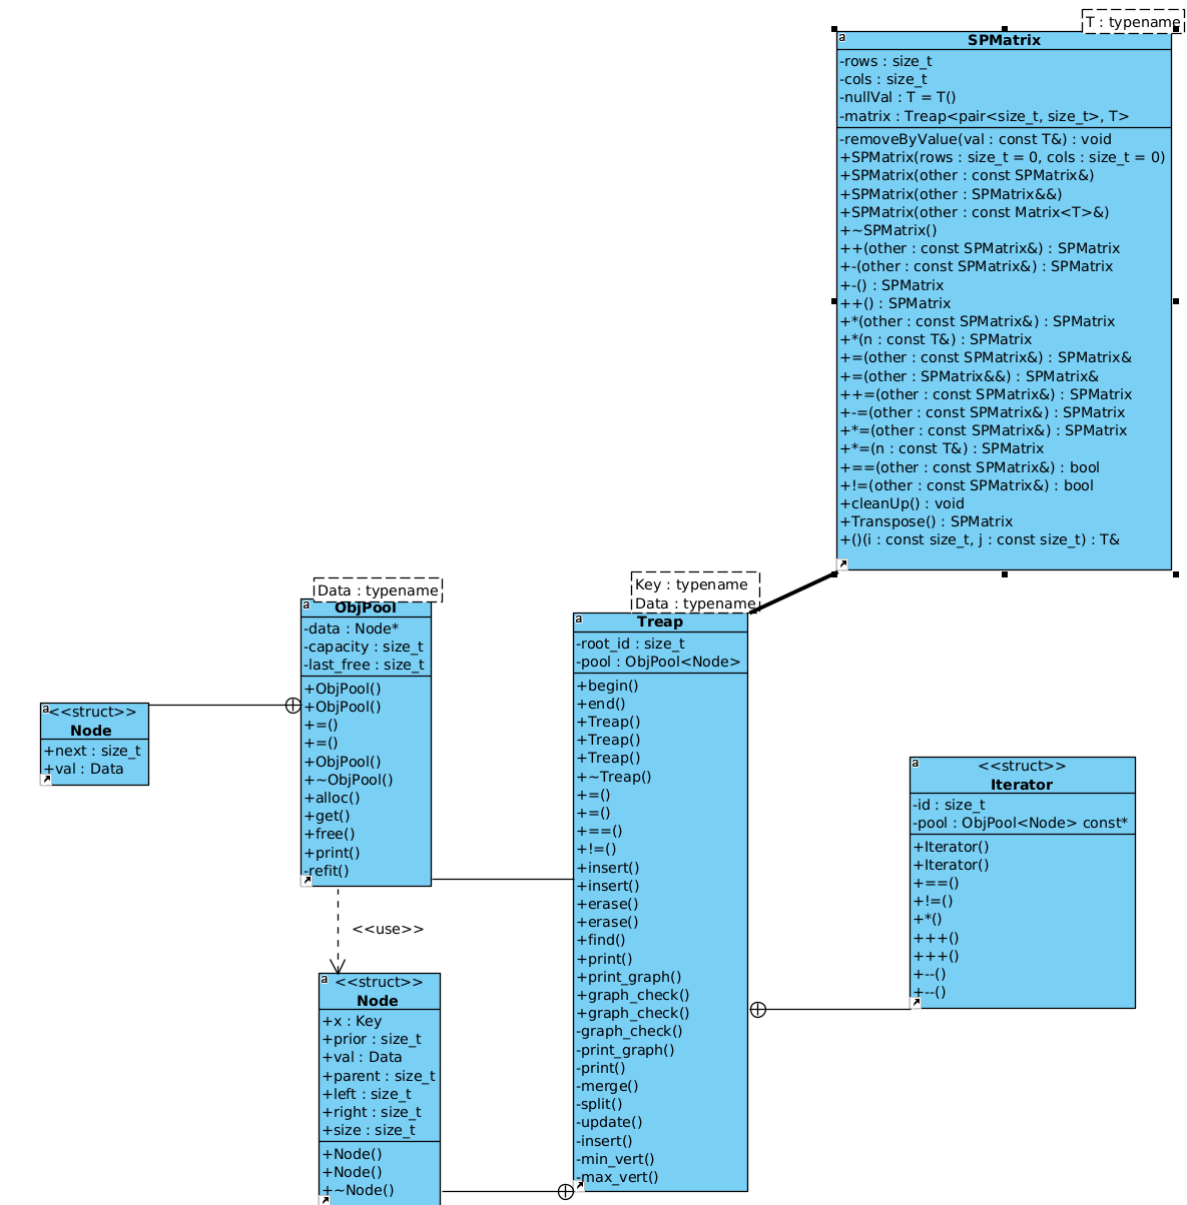 T : typename
a
SPMatrix
-rows : size_t
-cols : size_t
-nullVal : T = T()
-matrix : Treap<pair<size_t, size_t>, T>
-removeByValue(val : const T&) : void
+SPMatrix(rows : size_t = 0, cols : size_t = 0)
+SPMatrix(other : const SPMatrix&)
+SPMatrix(other : SPMatrix&&)
+SPMatrix(other : const Matrix<T>&)
+~SPMatrix()
++(other : const SPMatrix&) : SPMatrix
+-(other : const SPMatrix&) : SPMatrix
+-() : SPMatrix
++() : SPMatrix
+*(other : const SPMatrix&) : SPMatrix
+*(n : const T&) : SPMatrix
+=(other : const SPMatrix&) : SPMatrix&
+=(other : SPMatrix&&) : SPMatrix&
++=(other : const SPMatrix&) : SPMatrix
+-=(other : const SPMatrix&) : SPMatrix
+*=(other : const SPMatrix&) : SPMatrix
+*=(n : const T&) : SPMatrix
+==(other : const SPMatrix&) : bool
+!=(other : const SPMatrix&) : bool
+cleanUp() : void
+Transpose() : SPMatrix
+()(i : const size_t, j : const size_t) : T&
Data : typename
a
ObjPool
-data : Node*
-capacity : size_t
-last_free : size_t
+ObjPool()
+ObjPool()
+=()
+=()
+ObjPool()
+~ObjPool()
+alloc()
+get()
+free()
+print()
-refit()
a
<<struct>>
Node
+next : size_t
+val : Data
<<use>>
a
<<struct>>
Node
+x : Key
+prior : size_t
+val : Data
+parent : size_t
+left : size_t
+right : size_t
+size : size_t
+Node()
+Node()
+~Node()
Key : typename
Data : typename
a
Treap
-root_id : size_t
-pool : ObjPool<Node>
+begin()
+end()
+Treap()
+Treap()
+Treap()
+~Treap()
+=()
+=()
+==()
+!=()
+insert()
+insert()
+erase()
+erase()
+find()
+print()
+print_graph()
+graph_check()
+graph_check()
-graph_check()
-print_graph()
-print()
-merge()
-split()
-update()
-insert()
-min_vert()
-max_vert()
a
<<struct>>
Iterator
-id : size_t
-pool : ObjPool<Node> const*
+Iterator()
+Iterator()
+==()
+!=()
+*()
+++()
+++()
+--()
+--()